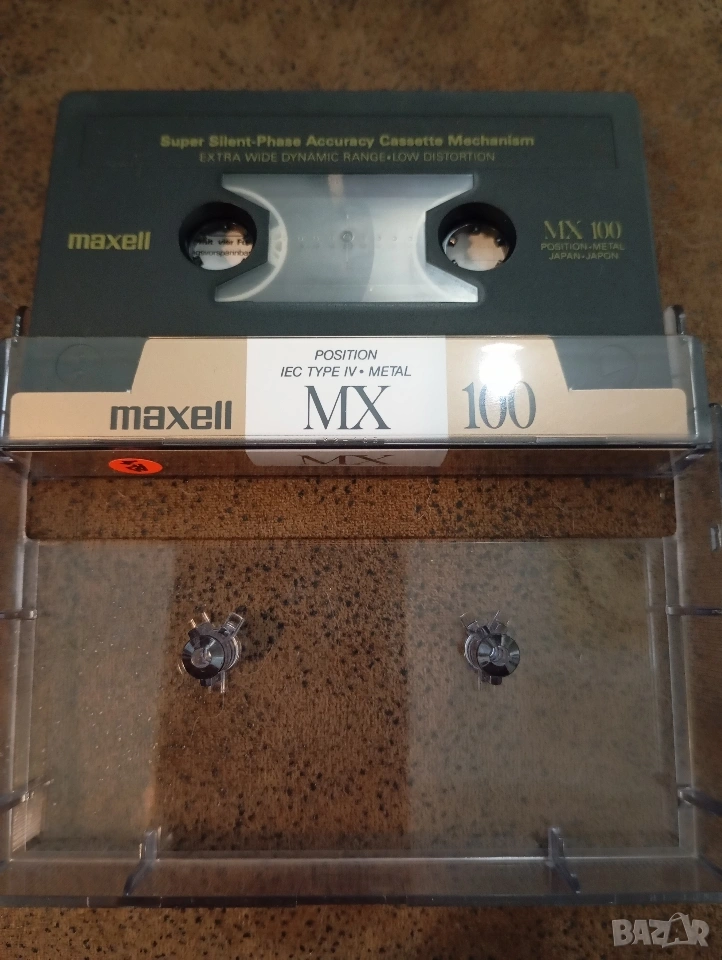 Super Silent-Phase Accuracy Cassette Mechanism
EXTRA WIDE DYNAMIC RANGE•LOW DISTORTION
maxell
MX 100
POSITION•METAL
JAPAN•JAPON
POSITION
IEC TYPE IV • METAL
maxell
MX
100
MX
BAZAR